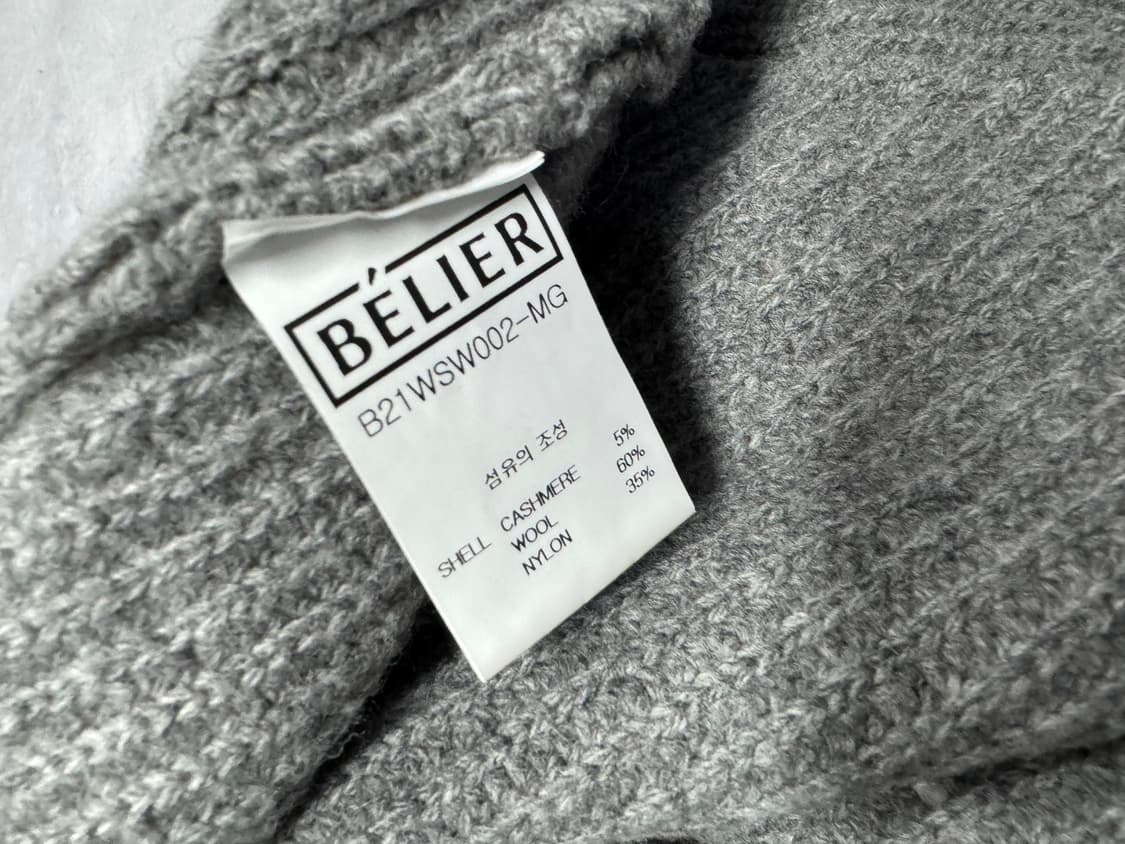 BÉLIER
B21WSW002-MG
섬유의 조성
SHELL CASHMERE 5%
WOOL 60%
NYLON 35%